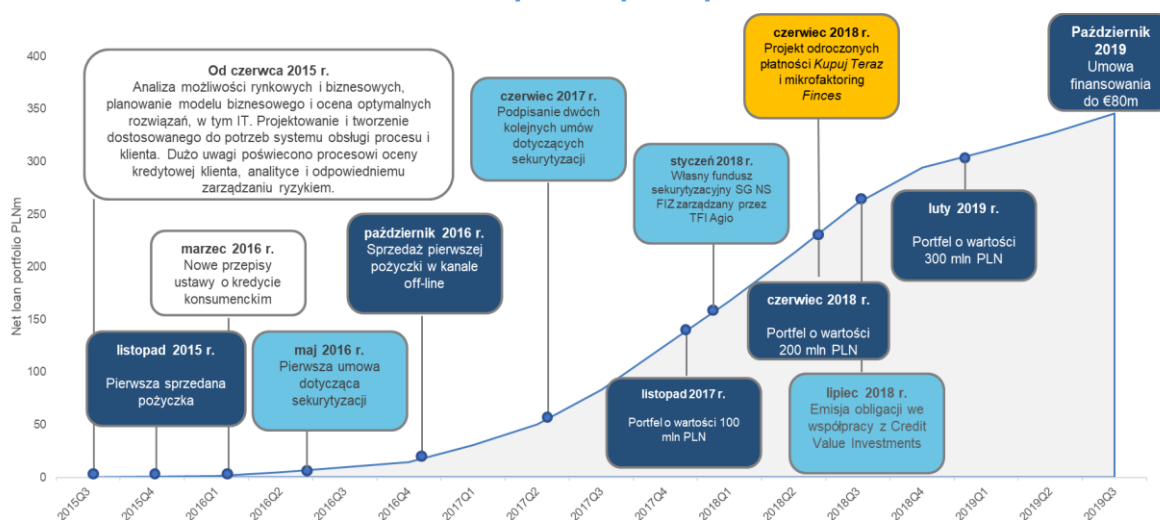 Net loan portfolio PLNm
400
350
300
250
200
150
100
50
0
Od czerwca 2015 r.
Analiza możliwości rynkowych i biznesowych,
planowanie modelu biznesowego i ocena optymalnych
rozwiązań, w tym IT. Projektowanie i tworzenie
dostosowanego do potrzeb systemu obsługi procesu i
klienta. Dużo uwagi poświecono procesowi oceny
kredytowej klienta, analityce i odpowiedniemu
zarządzaniu ryzykiem.
marzec 2016 r.
Nowe przepisy
ustawy o kredycie
konsumenckim
listopad 2015 r.
Pierwsza sprzedana
pożyczka
maj 2016 r.
Pierwsza umowa
dotycząca
sekurytyzacji
październik 2016 r.
Sprzedaż pierwszej
pożyczki w kanale
off-line
czerwiec 2017 r.
Podpisanie dwóch
kolejnych umów
dotyczących
sekurytyzacji
styczeń 2018 r.
Własny fundusz
sekurytyzacyjny SG NS
FIZ zarządzany przez
TFI Agio
listopad 2017 r.
Portfel o wartości 100
mln PLN
czerwiec 2018 r.
Projekt odroczonych
płatności Kupuj Teraz
i mikrofaktoring
Finces
czerwiec 2018 r.
Portfel o wartości
200 mln PLN
lipiec 2018 r.
Emisja obligacji we
współpracy z Credit
Value Investments
luty 2019 r.
Portfel o wartości
300 mln PLN
Październik
2019
Umowa
finansowania
do €80m
2015Q3
2015Q4
2016Q1
2016Q2
2016Q3
2016Q4
2017Q1
2017Q2
2017Q3
2017Q4
2018Q1
2018Q2
2018Q3
2018Q4
2019Q1
2019Q2
2019Q3